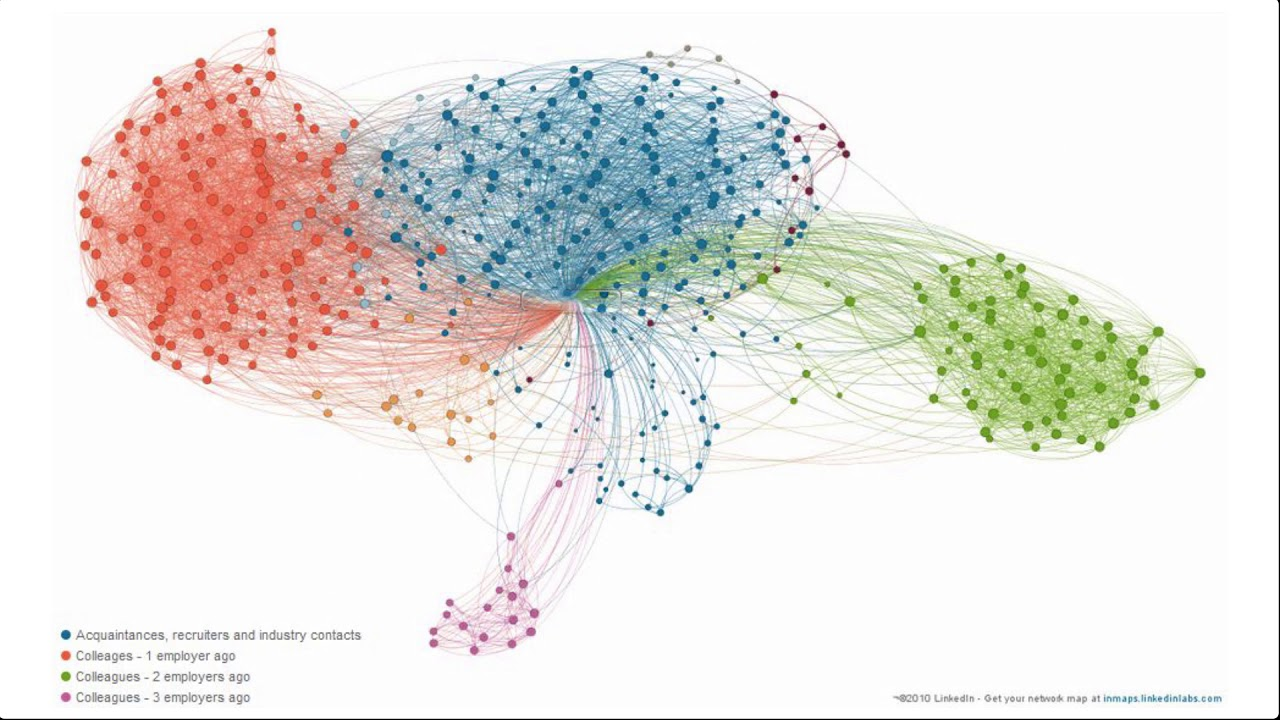 Acquaintances, recruiters and industry contacts
Colleages - 1 employer ago
Colleagues - 2 employers ago
Colleagues - 3 employers ago
¬©2010 LinkedIn - Get your network map at inmaps.linkedinlabs.com